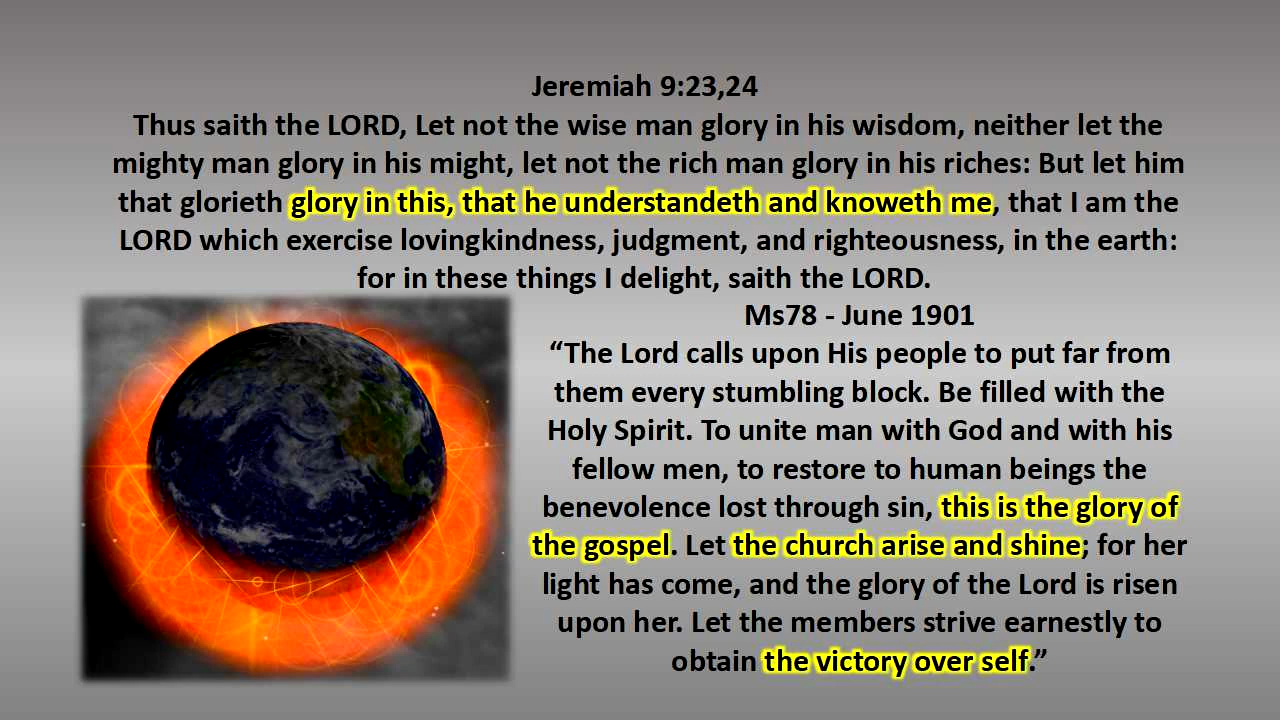 Jeremiah 9:23,24
Thus saith the LORD, Let not the wise man glory in his wisdom, neither let the
mighty man glory in his might, let not the rich man glory in his riches: But let him
that glorieth glory in this, that he understandeth and knoweth me, that I am the
LORD which exercise lovingkindness, judgment, and righteousness, in the earth:
for in these things I delight, saith the LORD.
Ms78 - June 1901
“The Lord calls upon His people to put far from
them every stumbling block. Be filled with the
Holy Spirit. To unite man with God and with his
fellow men, to restore to human beings the
benevolence lost through sin, this is the glory of
the gospel. Let the church arise and shine; for her
light has come, and the glory of the Lord is risen
upon her. Let the members strive earnestly to
obtain the victory over self.”